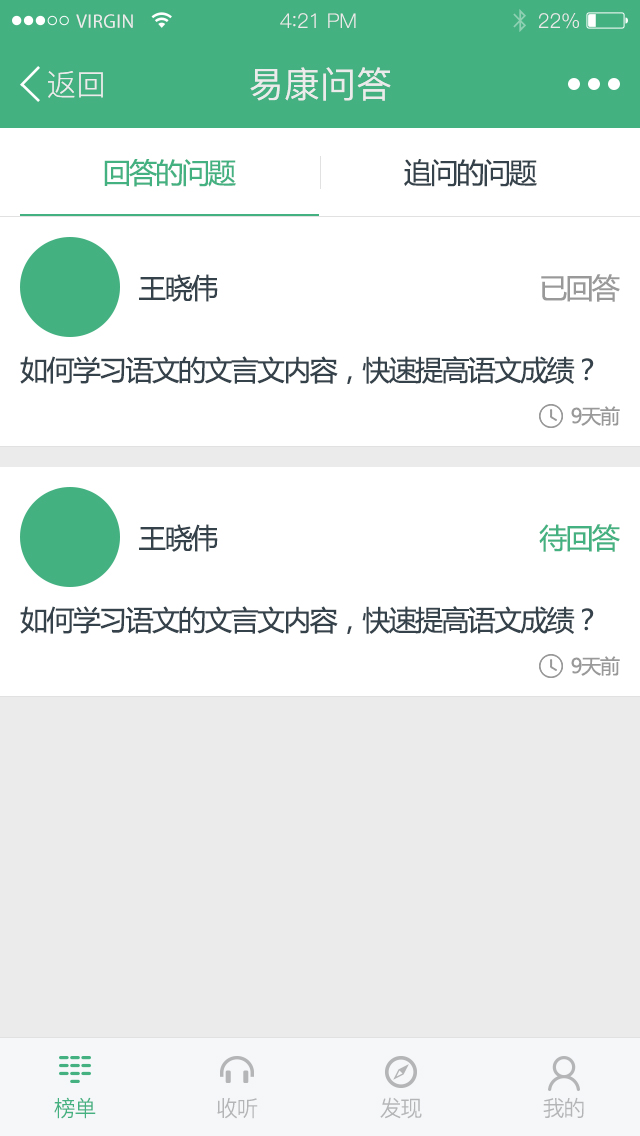 VIRGIN 4:21 PM 22%
返回 易康问答
回答的问题 追问的问题
王晓伟 已回答
如何学习语文的文言文内容，快速提高语文成绩？
9天前
王晓伟 待回答
如何学习语文的文言文内容，快速提高语文成绩？
9天前
榜单 收听 发现 我的